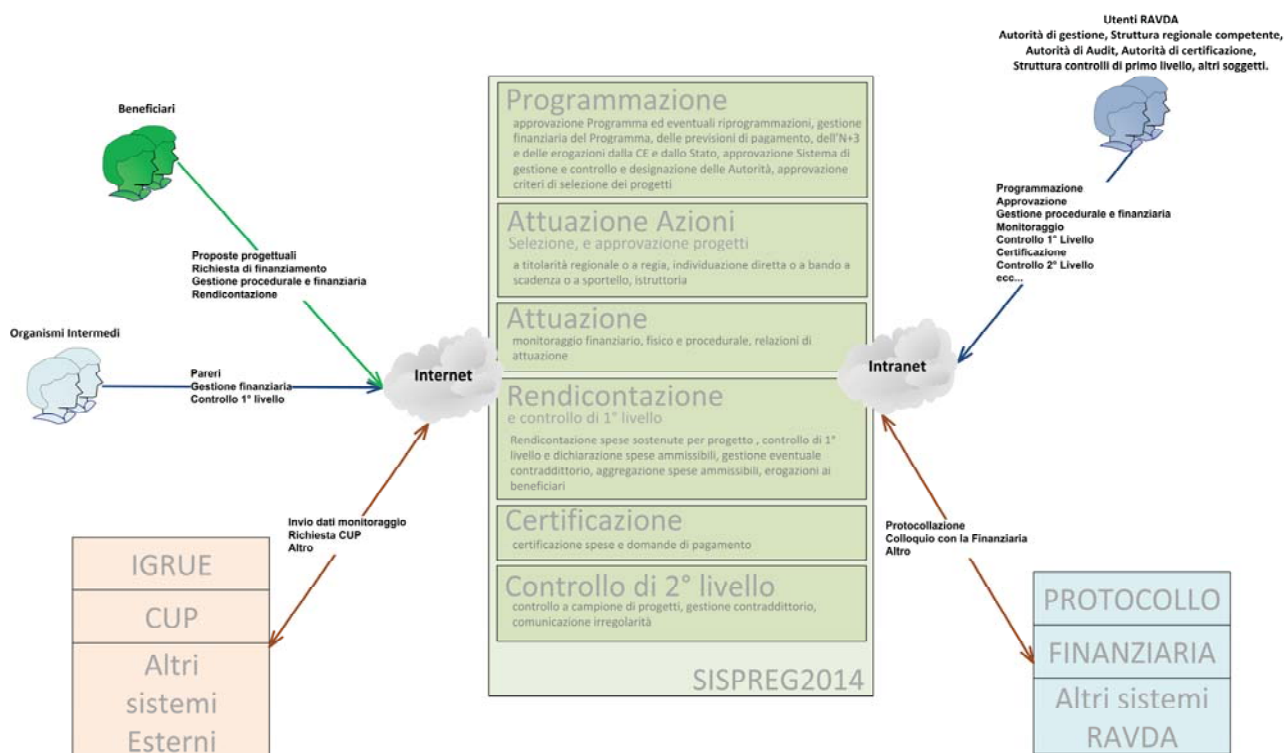 Utenti RAVDA
Autorità di gestione, Struttura regionale competente,
Autorità di Audit, Autorità di certificazione,
Struttura controlli di primo livello, altri soggetti.
Beneficiari
Proposte progettuali
Richiesta di finanziamento
Gestione procedurale e finanziaria
Rendicontazione
Organismi Intermedi
Pareri
Gestione finanziaria
Controllo 1° livello
Internet
Invio dati monitoraggio
Richiesta CUP
Altro
IGRUE
CUP
Altri
sistemi
Esterni
Programmazione
approvazione Programma ed eventuali riprogrammazioni, gestione
finanziaria del Programma, delle previsioni di pagamento, dell'N+3
e delle erogazioni dalla CE e dallo Stato, approvazione Sistema di
gestione e controllo e designazione delle Autorità, approvazione
criteri di selezione dei progetti
Attuazione Azioni
Selezione, e approvazione progetti
a titolarità regionale o a regia, individuazione diretta o a bando a
scadenza o a sportello, istruttoria
Attuazione
monitoraggio finanziario, fisico e procedurale, relazioni di
attuazione
Rendicontazione
e controllo di 1° livello
Rendicontazione spese sostenute per progetto , controllo di 1°
livello e dichiarazione spese ammissibili, gestione eventuale
contraddittorio, aggregazione spese ammissibili, erogazioni ai
beneficiari
Certificazione
certificazione spese e domande di pagamento
Controllo di 2° livello
controllo a campione di progetti, gestione contraddittorio,
comunicazione irregolarità
SISPREG2014
Programmazione
Approvazione
Gestione procedurale e finanziaria
Monitoraggio
Controllo 1° Livello
Certificazione
Controllo 2° Livello
ecc...
Intranet
Protocollazione
Colloquio con la Finanziaria
Altro
PROTOCOLLO
FINANZIARIA
Altri sistemi
RAVDA